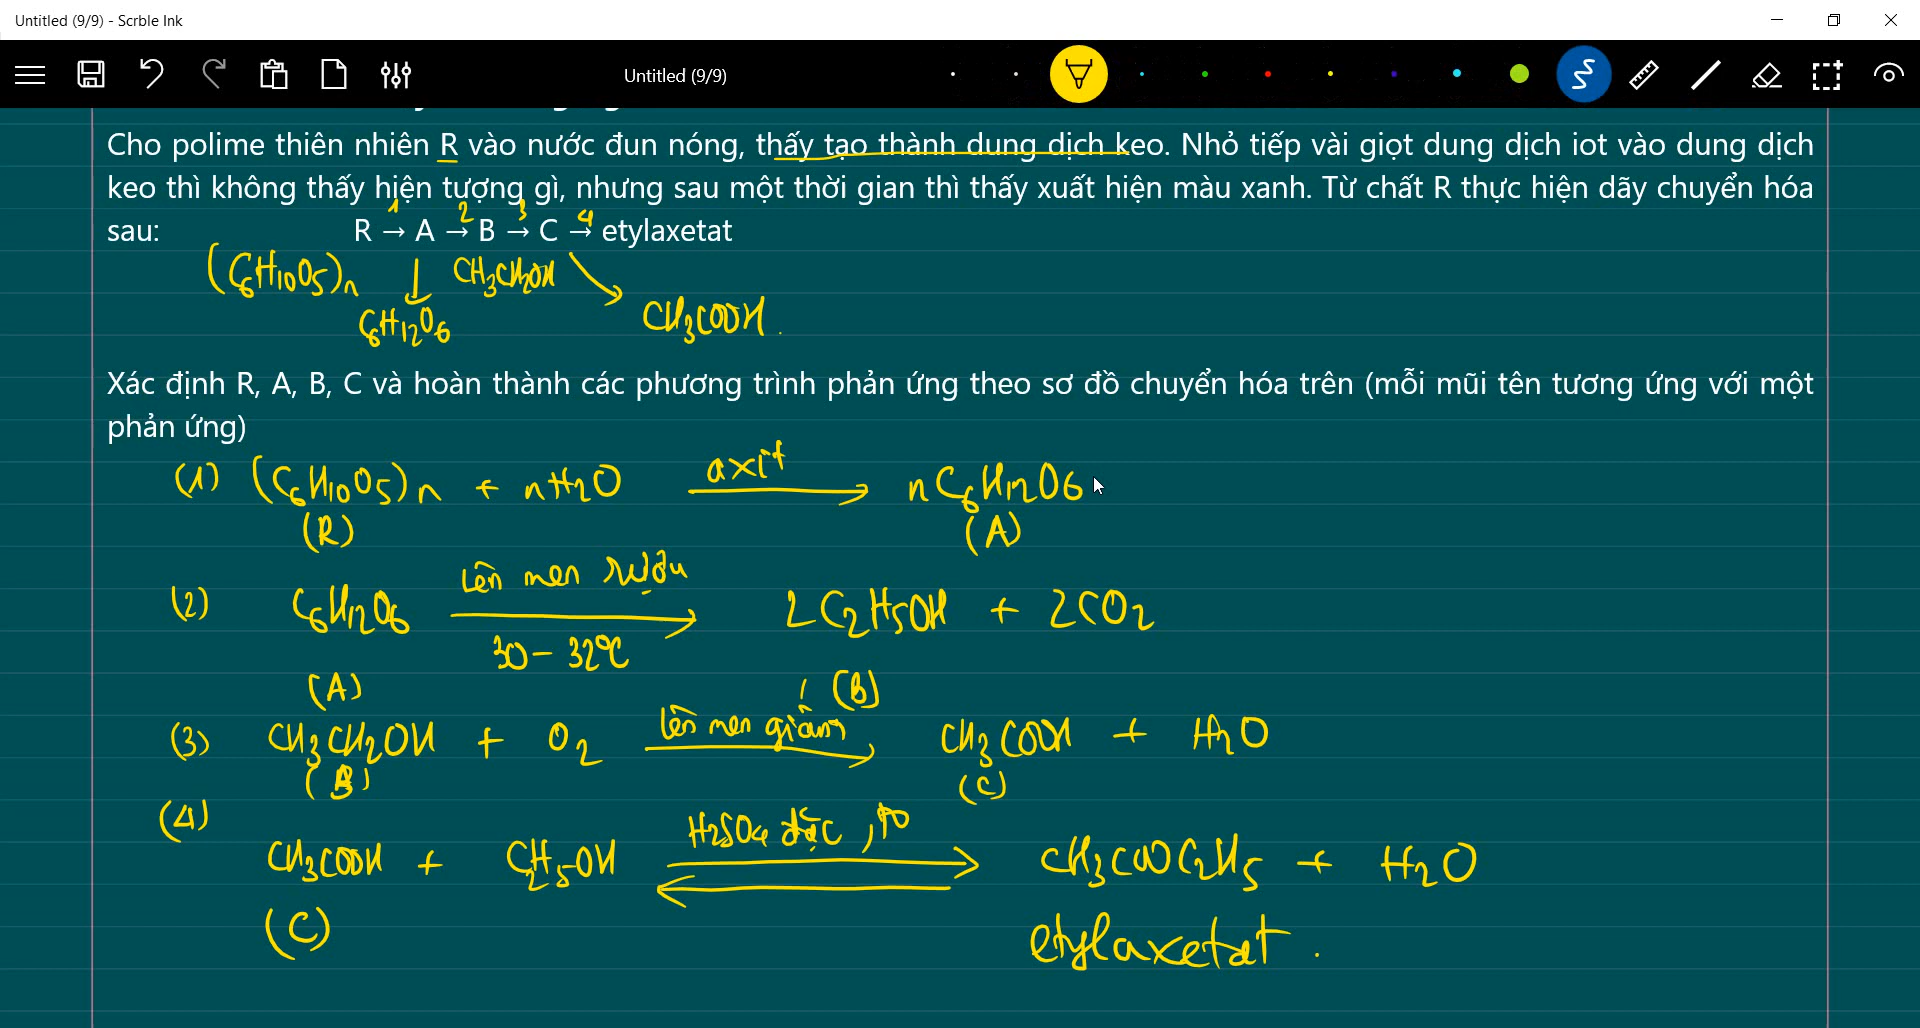 Untitled (9/9) - Scrble Ink
Untitled (9/9)
Cho polime thiên nhiên R vào nước đun nóng, thấy tạo thành dung dịch keo. Nhỏ tiếp vài giọt dung dịch iot vào dung dịch
keo thì không thấy hiện tượng gì, nhưng sau một thời gian thì thấy xuất hiện màu xanh. Từ chất R thực hiện dãy chuyển hóa
1 2 3 4
sau: R → A → B → C → etylaxetat
(C6H10O5)n ↓ CH3CH2OH
C6H12O6 CH3COOH.
Xác định R, A, B, C và hoàn thành các phương trình phản ứng theo sơ đồ chuyển hóa trên (mỗi mũi tên tương ứng với một
phản ứng)
axit
(1) (C6H10O5)n + nH2O → nC6H12O6
(R) (A)
Lên men rượu
(2) C6H12O6 → 2C2H5OH + 2CO2
30 - 32°C
(A) (B)
lên men giấm
(3) CH3CH2OH + O2 → CH3COOH + H2O
(B) (C)
(4) H2SO4 đặc, to
CH3COOH + C2H5OH ⇌ CH3COOC2H5 + H2O
(C) etylaxetat.